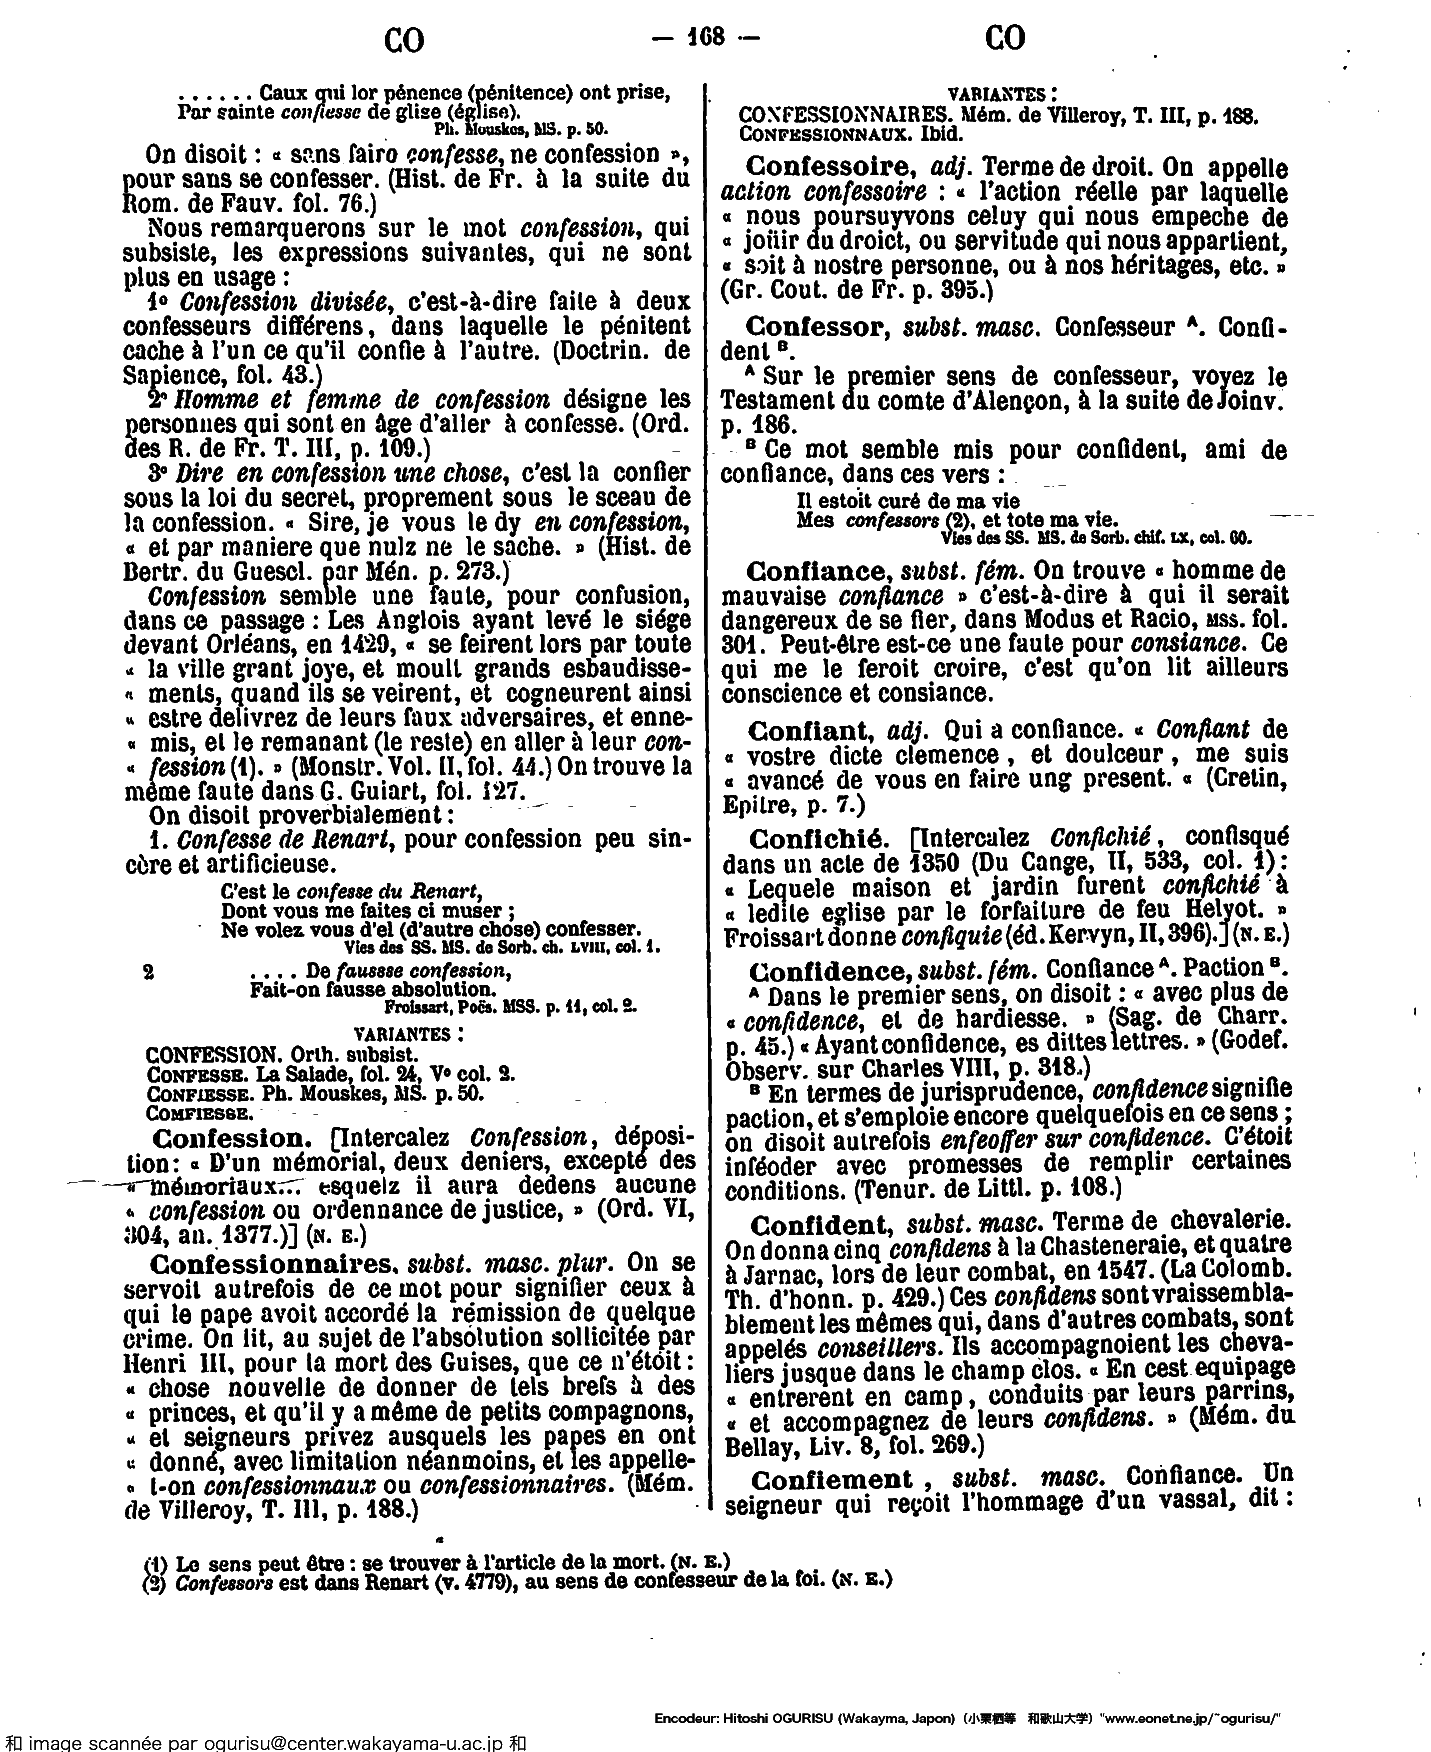 CO
— 168 —
CO
. . . . . . Caux qui lor pénence (pénitence) ont prise,
Par sainte confiesse de glise (église).
Ph. Mouskes, MS. p. 50.
On disoit : « sans faire confesse, ne confession »,
pour sans se confesser. (Hist. de Fr. à la suite du
Rom. de Fauv. fol. 76.)
Nous remarquerons sur le mot confession, qui
subsiste, les expressions suivantes, qui ne sont
plus en usage :
1º Confession divisée, c'est-à-dire faite à deux
confesseurs différens, dans laquelle le pénitent
cache à l'un ce qu'il confie à l'autre. (Doctrin. de
Sapience, fol. 43.)
2º Homme et femme de confession désigne les
personnes qui sont en âge d'aller à confesse. (Ord.
des R. de Fr. T. III, p. 109.)
3º Dire en confession une chose, c'est la confier
sous la loi du secret, proprement sous le sceau de
la confession. « Sire, je vous le dy en confession,
« et par maniere que nulz ne le sache. » (Hist. de
Bertr. du Guescl. par Mén. p. 273.)
Confession semble une faute, pour confusion,
dans ce passage : Les Anglois ayant levé le siége
devant Orléans, en 1429, « se feirent lors par toute
« la ville grant joye, et moult grands esbaudisse-
« ments, quand ils se veirent, et cogneurent ainsi
« estre delivrez de leurs faux adversaires, et enne-
« mis, et le remanant (le reste) en aller à leur con-
« fession (1). » (Monstr. Vol. II, fol. 44.) On trouve la
même faute dans G. Guiart, fol. 127.
On disoit proverbialement :
1. Confesse de Renart, pour confession peu sin-
cère et artificieuse.
C'est le confesse du Renart,
Dont vous me faites ci muser ;
Ne volez vous d'el (d'autre chose) confesser.
Vies des SS. MS. de Sorb. ch. LVIII, col. 1.
2 . . . . De faussse confession,
Fait-on fausse absolution.
Froissart, Poës. MSS. p. 11, col. 2.
VARIANTES :
CONFESSION. Orth. subsist.
CONFESSE. La Salade, fol. 24, Vº col. 2.
CONFIESSE. Ph. Mouskes, MS. p. 50.
COMFIESSE.
Confession. [Intercalez Confession, déposi-
tion: « D'un mémorial, deux deniers, excepté des
« mémoriaux... esquelz il aura dedens aucune
« confession ou ordennance de justice, » (Ord. VI,
304, an. 1377.)] (N. E.)
Confessionnaires, subst. masc. plur. On se
servoit autrefois de ce mot pour signifier ceux à
qui le pape avoit accordé la rémission de quelque
crime. On lit, au sujet de l'absolution sollicitée par
Henri III, pour la mort des Guises, que ce n'étoit :
« chose nouvelle de donner de tels brefs à des
« princes, et qu'il y a même de petits compagnons,
« et seigneurs privez ausquels les papes en ont
« donné, avec limitation néanmoins, et les appelle-
« t-on confessionnaux ou confessionnaires. (Mém.
de Villeroy, T. III, p. 188.)
VARIANTES :
CONFESSIONNAIRES. Mém. de Villeroy, T. III, p. 188.
CONFESSIONNAUX. Ibid.
Confessoire, adj. Terme de droit. On appelle
action confessoire : « l'action réelle par laquelle
« nous poursuyvons celuy qui nous empeche de
« joüir du droict, ou servitude qui nous appartient,
« soit à nostre personne, ou à nos héritages, etc. »
(Gr. Cout. de Fr. p. 395.)
Confessor, subst. masc. Confesseur A. Confi-
dent B.
A Sur le premier sens de confesseur, voyez le
Testament du comte d'Alençon, à la suite de Joinv.
p. 186.
B Ce mot semble mis pour confident, ami de
confiance, dans ces vers :
Il estoit curé de ma vie
Mes confessors (2), et tote ma vie.
Vies des SS. MS. de Sorb. chif. LX, col. 60.
Confiance, subst. fém. On trouve « homme de
mauvaise confiance » c'est-à-dire à qui il serait
dangereux de se fier, dans Modus et Racio, MSS. fol.
301. Peut-être est-ce une faute pour consiance. Ce
qui me le feroit croire, c'est qu'on lit ailleurs
conscience et consiance.
Confiant, adj. Qui a confiance. « Confiant de
« vostre dicte clemence , et doulceur , me suis
« avancé de vous en faire ung present. « (Cretin,
Epitre, p. 7.)
Confichié. [Intercalez Confichié, confisqué
dans un acte de 1350 (Du Cange, II, 533, col. 1) :
« Lequele maison et jardin furent confichié à
« ledite eglise par le forfaiture de feu Helyot. »
Froissart donne confiquie (éd. Kervyn, II, 396).] (N. E.)
Confidence, subst. fém. Confiance A. Paction B.
A Dans le premier sens, on disoit : « avec plus de
« confidence, et de hardiesse. » (Sag. de Charr.
p. 45.) « Ayant confidence, es dittes lettres. » (Godef.
Observ. sur Charles VIII, p. 318.)
B En termes de jurisprudence, confidence signifie
paction, et s'emploie encore quelquefois en ce sens ;
on disoit autrefois enfeoffer sur confidence. C'étoit
inféoder avec promesses de remplir certaines
conditions. (Tenur. de Littl. p. 108.)
Confident, subst. masc. Terme de chevalerie.
On donna cinq confidens à la Chasteneraie, et quatre
à Jarnac, lors de leur combat, en 1547. (La Colomb.
Th. d'honn. p. 429.) Ces confidens sont vraissembla-
blement les mêmes qui, dans d'autres combats, sont
appelés conseillers. Ils accompagnoient les cheva-
liers jusque dans le champ clos. « En cest equipage
« entrerent en camp, conduits par leurs parrins,
« et accompagnez de leurs confidens. » (Mém. du
Bellay, Liv. 8, fol. 269.)
Confiement , subst. masc. Confiance. Un
seigneur qui reçoit l'hommage d'un vassal, dit :
(1) Le sens peut être : se trouver à l'article de la mort. (N. E.)
(2) Confessors est dans Renart (v. 4779), au sens de confesseur de la foi. (N. E.)
Encodeur: Hitoshi OGURISU (Wakayma, Japon) (小栗栖等 和歌山大学) "www.eonet.ne.jp/~ogurisu/"
和 image scannée par ogurisu@center.wakayama-u.ac.jp 和